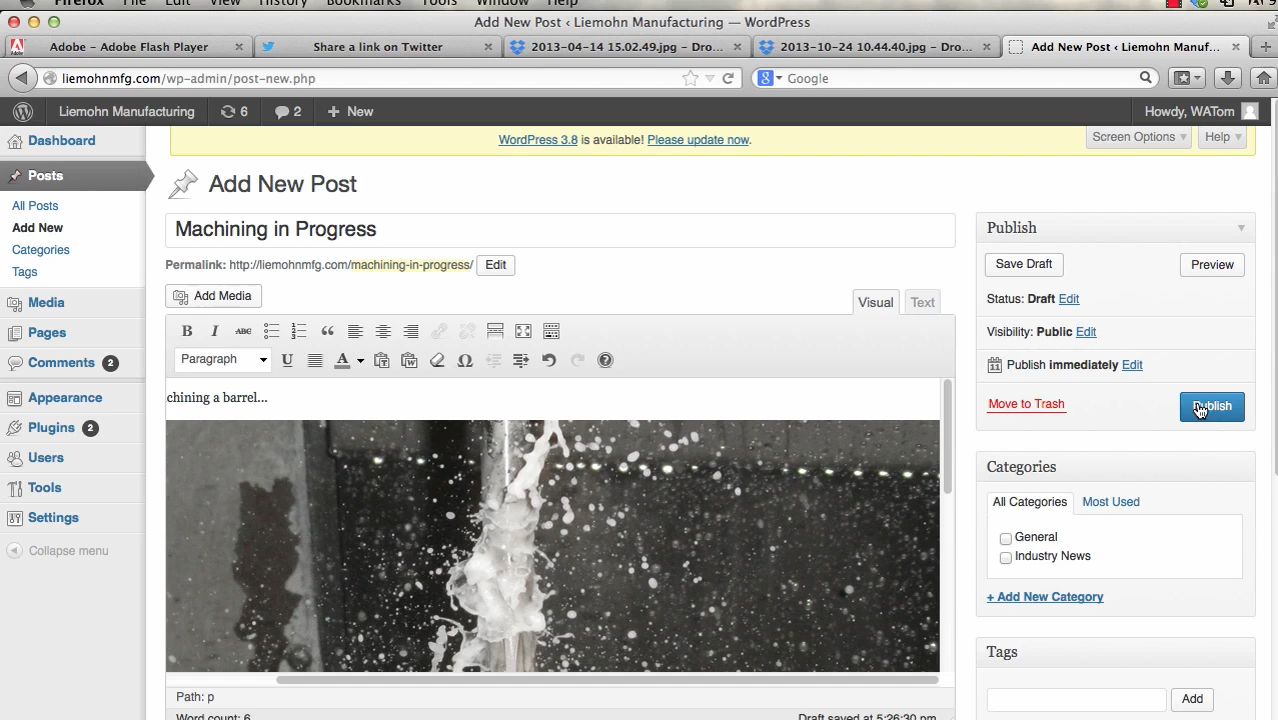 Firefox File Edit View History Bookmarks Tools Window Help
Add New Post ‹ Liemohn Manufacturing — WordPress
Adobe - Adobe Flash Player
Share a link on Twitter
2013-04-14 15.02.49.jpg – Dro...
2013-10-24 10.44.40.jpg – Dro...
Add New Post ‹ Liemohn Manuf...
liemohnmfg.com/wp-admin/post-new.php
Google
Liemohn Manufacturing 6 2 + New
Howdy, WATom
Dashboard
Posts
All Posts
Add New
Categories
Tags
Media
Pages
Comments 2
Appearance
Plugins 2
Users
Tools
Settings
Collapse menu
WordPress 3.8 is available! Please update now.
Screen Options
Help
Add New Post
Machining in Progress
Permalink: http://liemohnmfg.com/machining-in-progress/ Edit
Add Media
Visual Text
B I ABC
Paragraph U A Ω
chining a barrel...
Path: p
Word count: 6
Draft saved at 5:26:30 pm.
Publish
Save Draft Preview
Status: Draft Edit
Visibility: Public Edit
Publish immediately Edit
Move to Trash Publish
Categories
All Categories Most Used
General
Industry News
+ Add New Category
Tags
Add